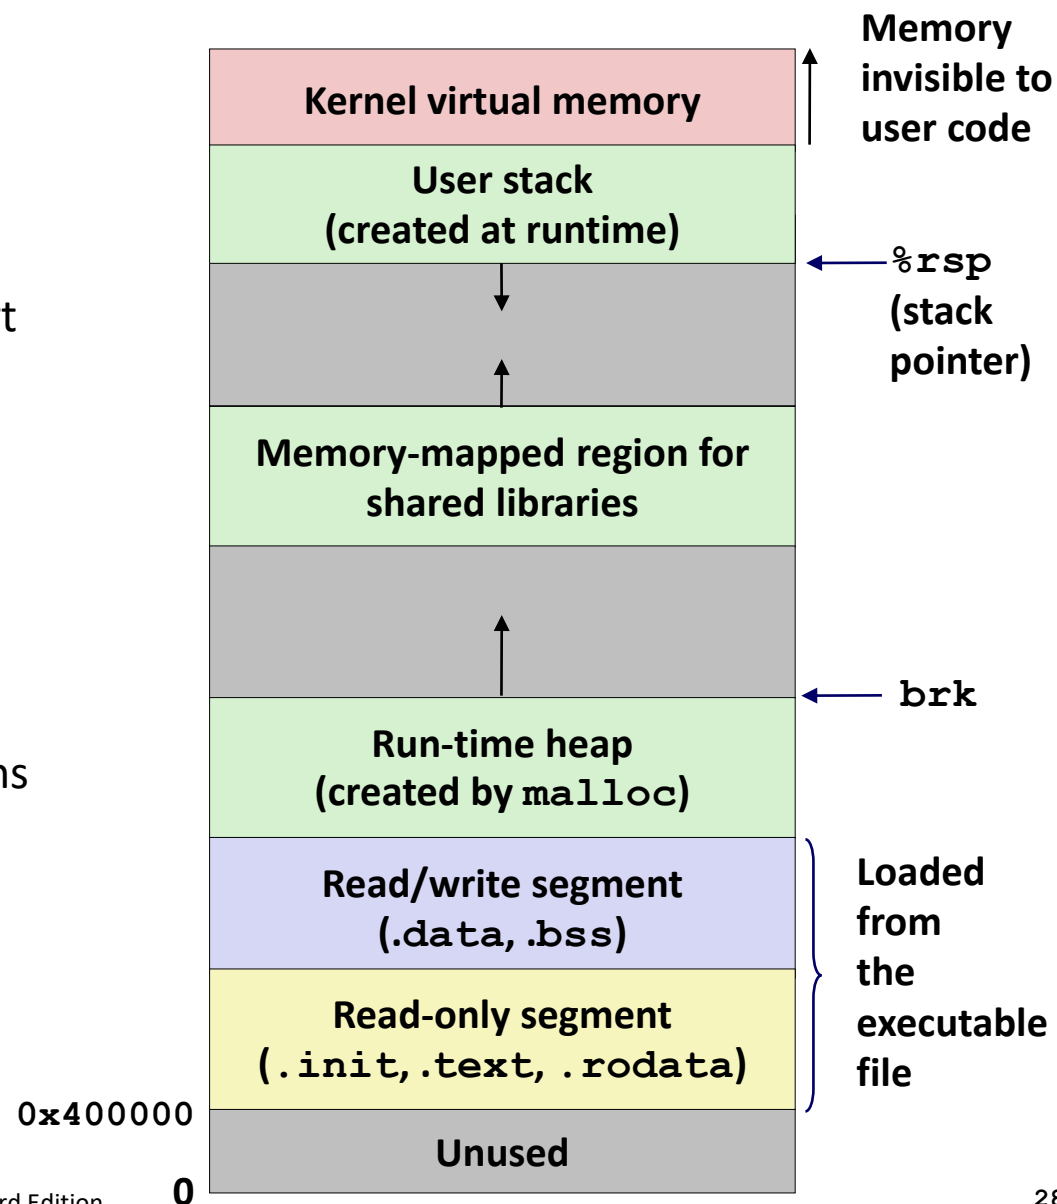 Memory
invisible to
user code
Kernel virtual memory
User stack
(created at runtime)
%rsp
(stack
pointer)
Memory-mapped region for
shared libraries
brk
Run-time heap
(created by malloc)
Read/write segment
(.data, .bss)
Loaded
from
the
executable
file
Read-only segment
(.init, .text, .rodata)
0x400000
Unused
0